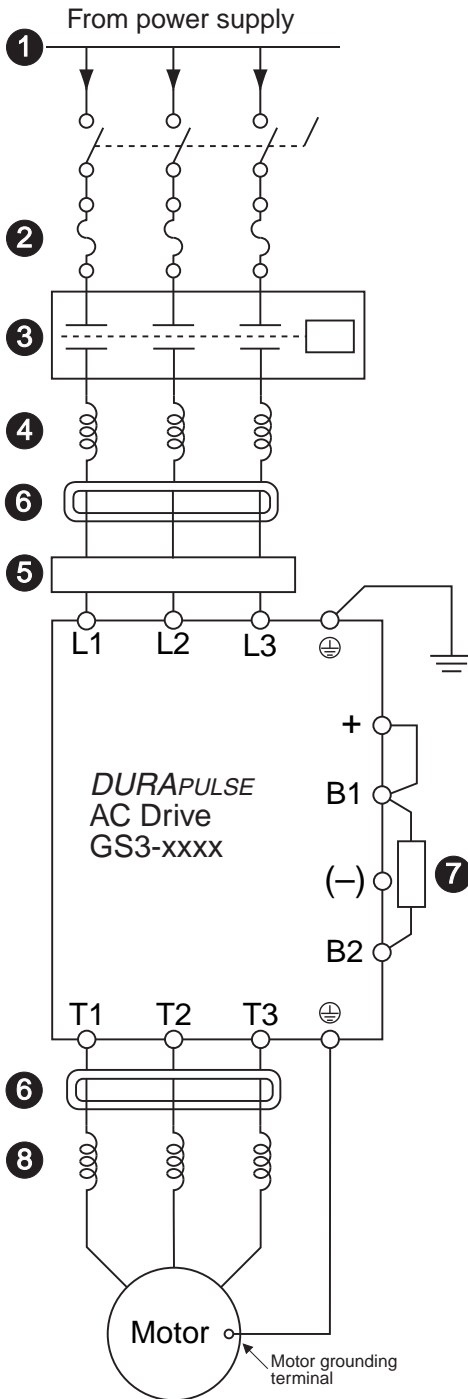 From power supply
1
2
3
4
6
5
L1 L2 L3
+
DURAPULSE
B1
AC Drive
GS3-xxxx
(–)
7
B2
T1 T2 T3
6
8
Motor
Motor grounding
terminal